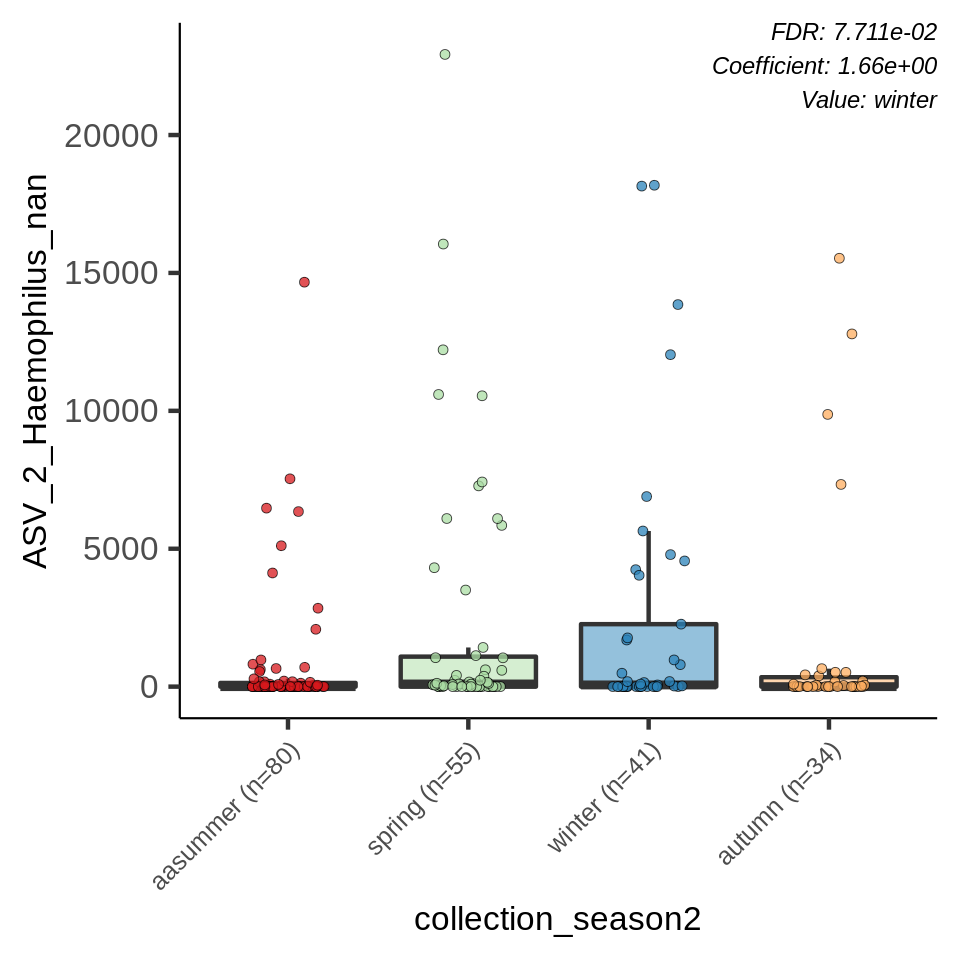 FDR: 7.711e-02
Coefficient: 1.66e+00
Value: winter
ASV_2_Haemophilus_nan
20000
15000
10000
5000
0
aasummer (n=80)
spring (n=55)
winter (n=41)
autumn (n=34)
collection_season2